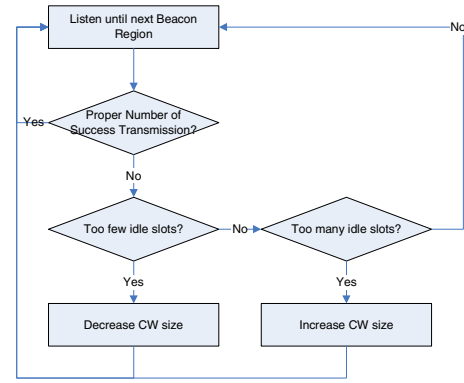 Listen until next Beacon
Region
No
Proper Number of
Success Transmission?
Yes
No
Too few idle slots?
No
Too many idle slots?
Yes
Yes
Decrease CW size
Increase CW size